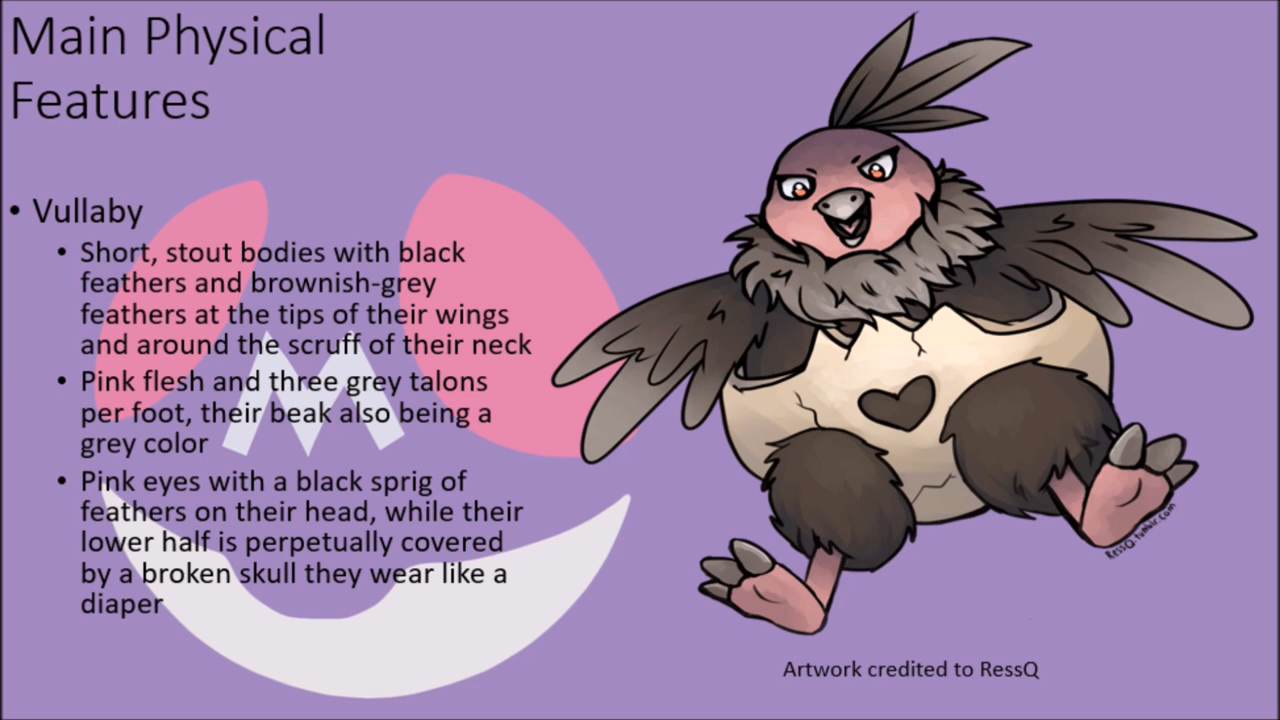 Main Physical
Features
• Vullaby
• Short, stout bodies with black
feathers and brownish-grey
feathers at the tips of their wings
and around the scruff of their neck
• Pink flesh and three grey talons
per foot, their beak also being a
grey color
• Pink eyes with a black sprig of
feathers on their head, while their
lower half is perpetually covered
by a broken skull they wear like a
diaper
M
RessQ.tumblr.com
Artwork credited to RessQ